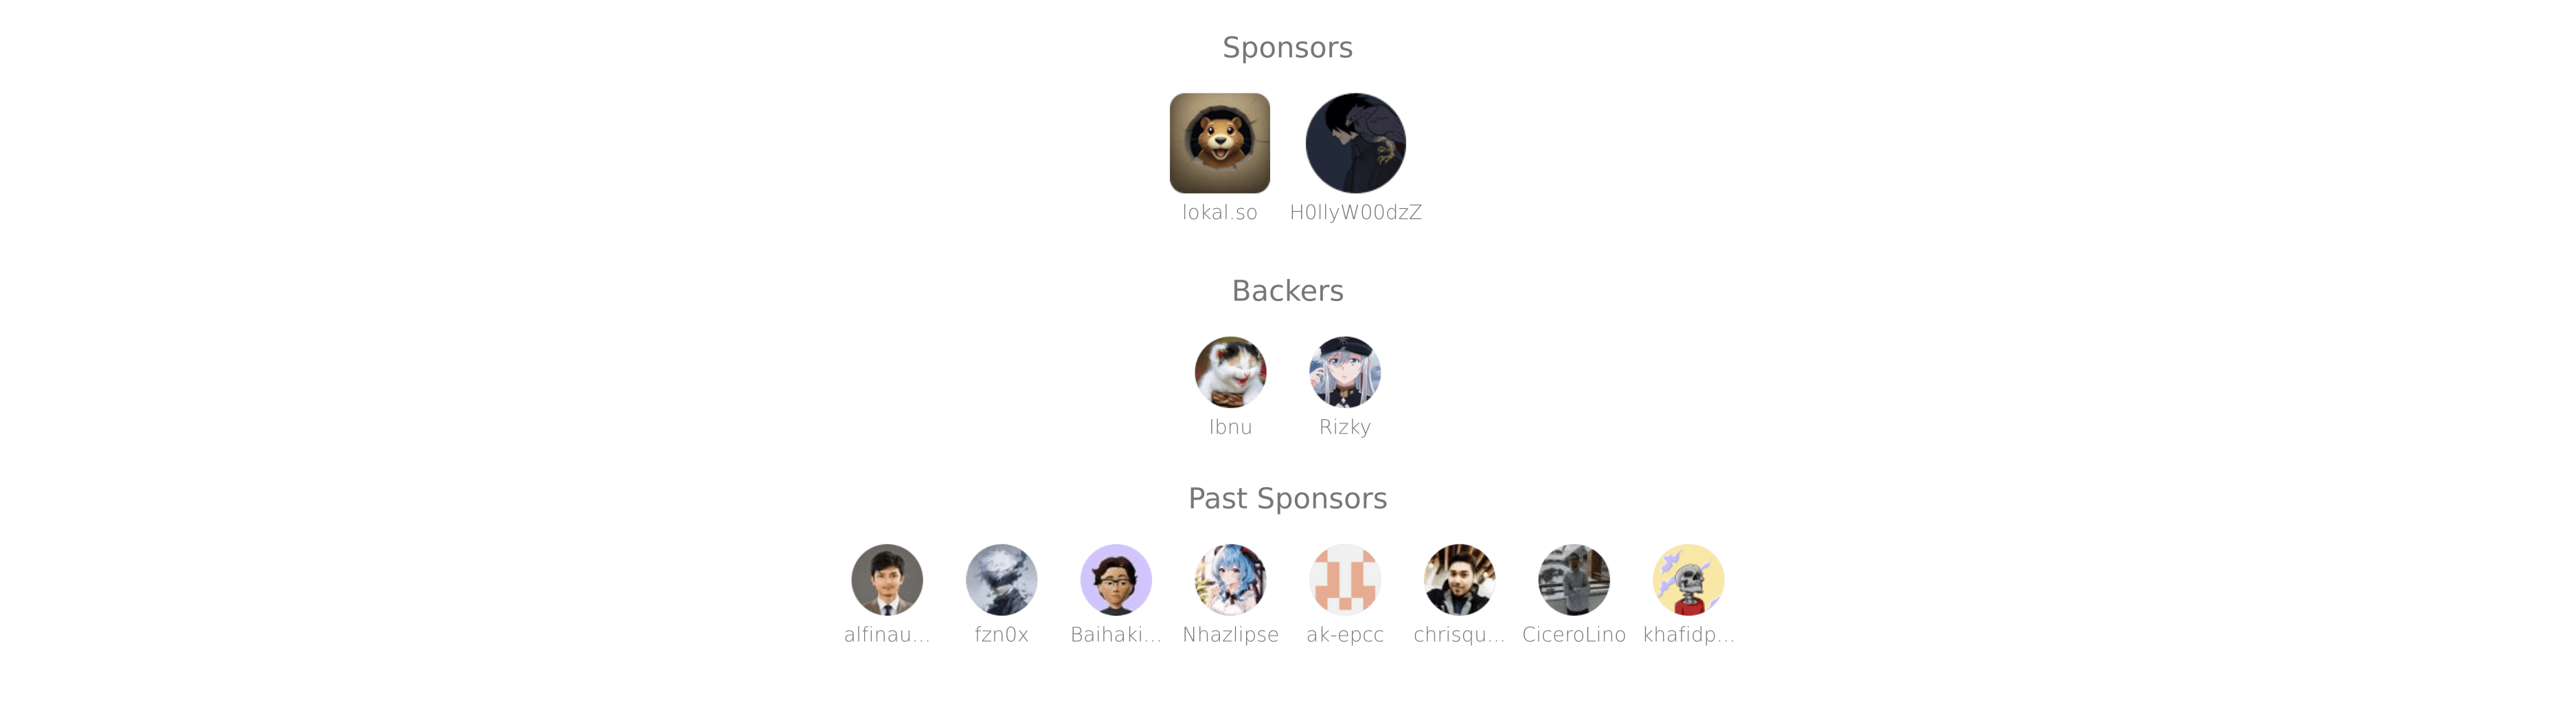 Sponsors
lokal.so H0llyW00dzZ
Backers
Ibnu Rizky
Past Sponsors
alfinau... fzn0x Baihaki... Nhazlipse ak-epcc chrisqu... CiceroLino khafidp...